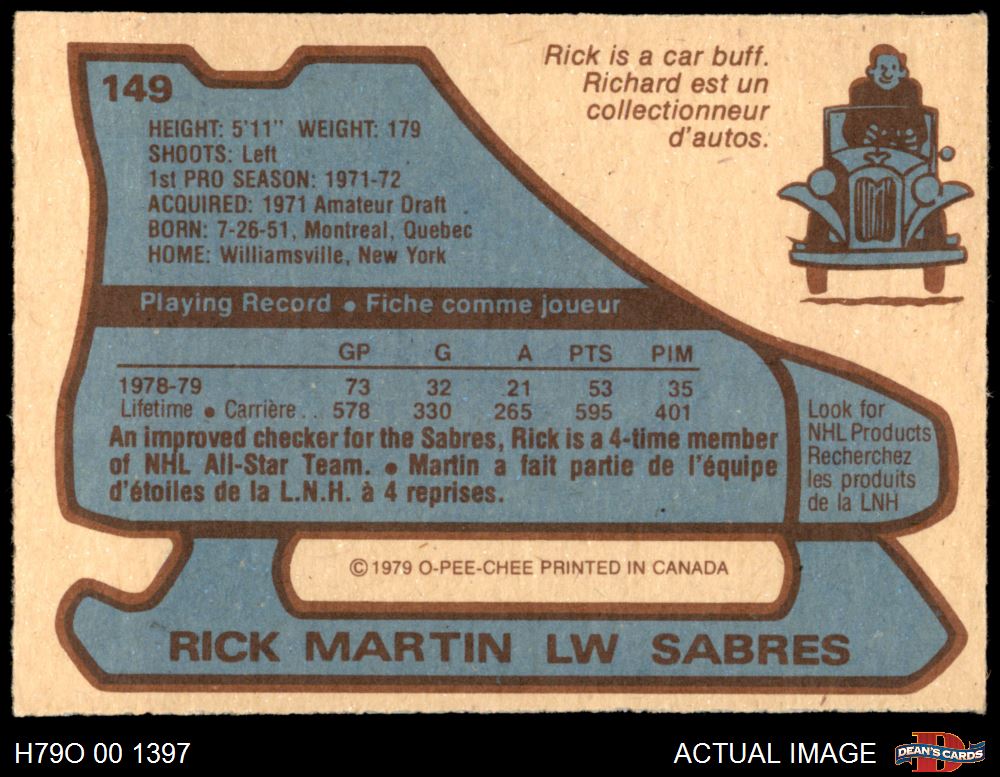 149
Rick is a car buff.
Richard est un
collectionneur
d'autos.
HEIGHT: 5'11" WEIGHT: 179
SHOOTS: Left
1st PRO SEASON: 1971-72
ACQUIRED: 1971 Amateur Draft
BORN: 7-26-51, Montreal, Quebec
HOME: Williamsville, New York
Playing Record ● Fiche comme joueur
GP G A PTS PIM
1978-79 73 32 21 53 35
Lifetime ● Carrière.. 578 330 265 595 401
An improved checker for the Sabres, Rick is a 4-time member
of NHL All-Star Team. ● Martin a fait partie de l'équipe
d'étoiles de la L.N.H. à 4 reprises.
Look for
NHL Products
Recherchez
les produits
de la LNH
© 1979 O-PEE-CHEE PRINTED IN CANADA
RICK MARTIN LW SABRES
H79O 00 1397
ACTUAL IMAGE
DEAN'S CARDS